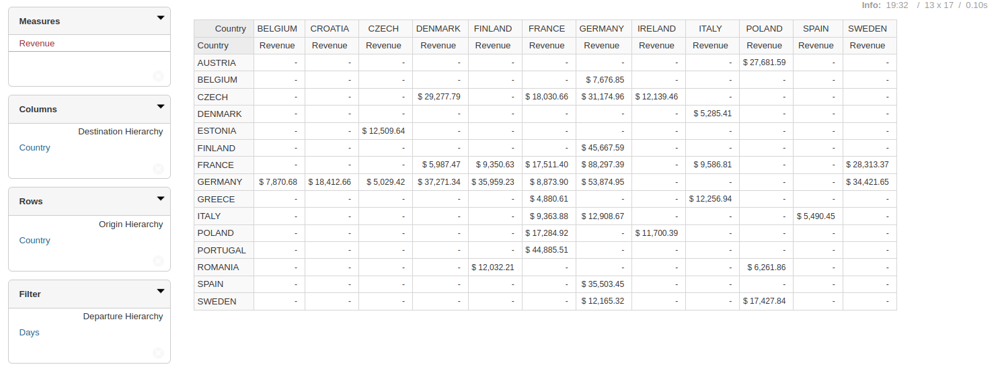 Info: 19:32 / 13 x 17 / 0.10s
Measures
Revenue
Columns
Destination Hierarchy
Country
Rows
Origin Hierarchy
Country
Filter
Departure Hierarchy
Days
Country BELGIUM CROATIA CZECH DENMARK FINLAND FRANCE GERMANY IRELAND ITALY POLAND SPAIN SWEDEN
Country Revenue Revenue Revenue Revenue Revenue Revenue Revenue Revenue Revenue Revenue Revenue Revenue
AUSTRIA - - - - - - - - - $ 27,681.59 - -
BELGIUM - - - - - - $ 7,676.85 - - - - -
CZECH - - - $ 29,277.79 - $ 18,030.66 $ 31,174.96 $ 12,139.46 - - - -
DENMARK - - - - - - - - $ 5,285.41 - - -
ESTONIA - - $ 12,509.64 - - - - - - - - -
FINLAND - - - - - - $ 45,667.59 - - - - -
FRANCE - - - $ 5,987.47 $ 9,350.63 $ 17,511.40 $ 88,297.39 - $ 9,586.81 - - $ 28,313.37
GERMANY $ 7,870.68 $ 18,412.66 $ 5,029.42 $ 37,271.34 $ 35,959.23 $ 8,873.90 $ 53,874.95 - - - - $ 34,421.65
GREECE - - - - - $ 4,880.61 - - $ 12,256.94 - - -
ITALY - - - - - $ 9,363.88 $ 12,908.67 - - - $ 5,490.45 -
POLAND - - - - - $ 17,284.92 - $ 11,700.39 - - - -
PORTUGAL - - - - - $ 44,885.51 - - - - - -
ROMANIA - - - - $ 12,032.21 - - - - $ 6,261.86 - -
SPAIN - - - - - - $ 35,503.45 - - - - -
SWEDEN - - - - - - $ 12,165.32 - - $ 17,427.84 - -